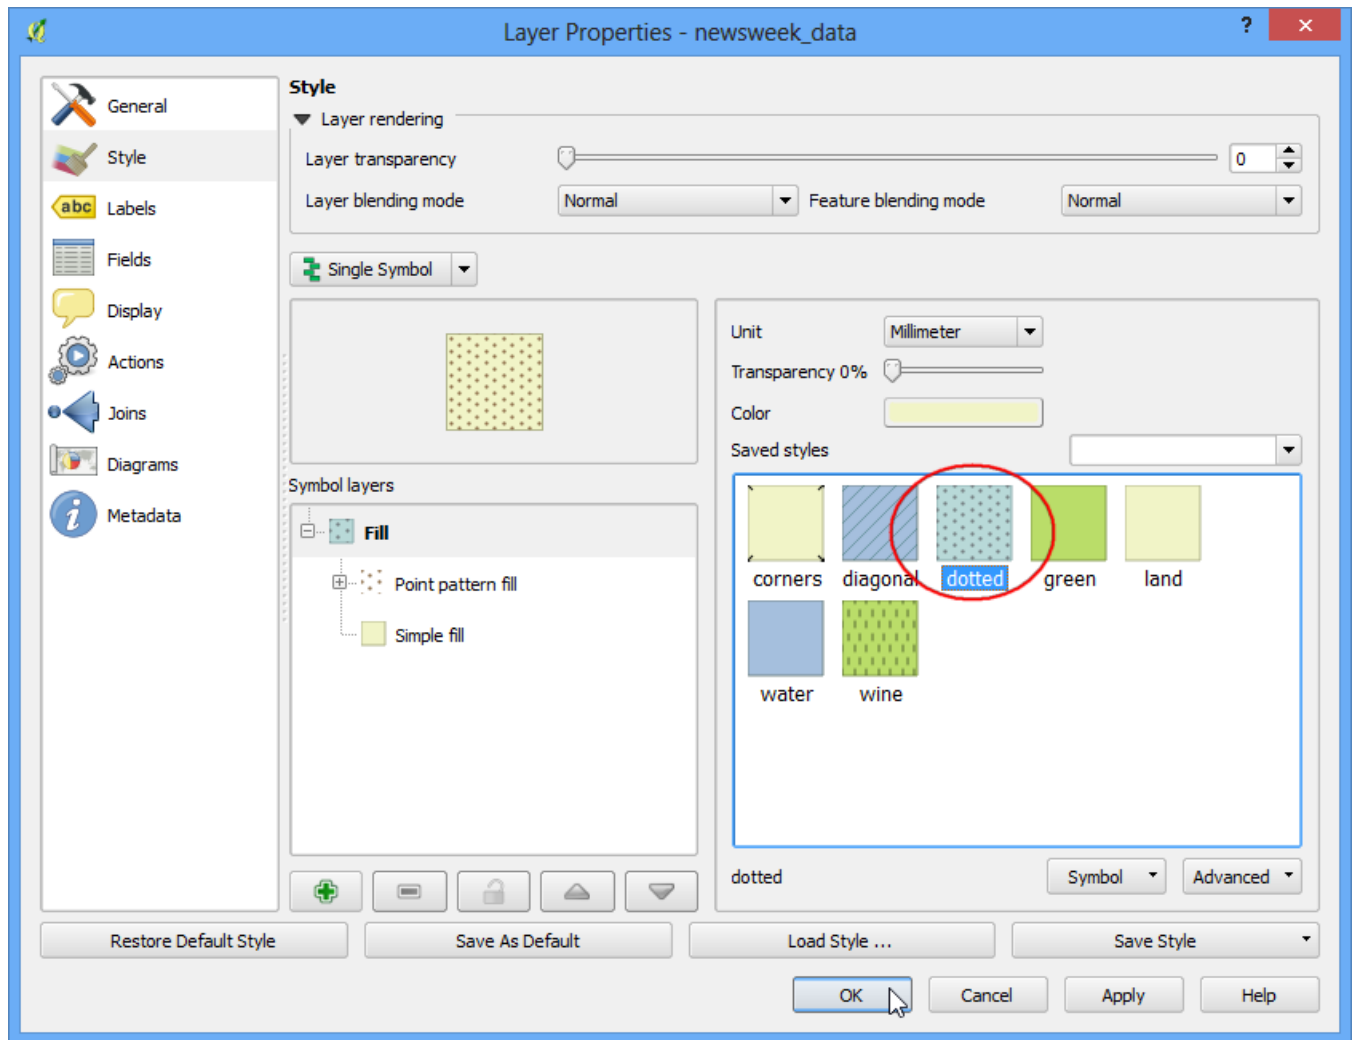 Layer Properties - newsweek_data
?
General
Style
abc Labels
Fields
Display
Actions
Joins
Diagrams
i Metadata
Style
Layer rendering
Layer transparency 0
Layer blending mode Normal Feature blending mode Normal
Single Symbol
Symbol layers
Fill
Point pattern fill
Simple fill
Unit Millimeter
Transparency 0%
Color
Saved styles
corners diagonal dotted green land
water wine
dotted Symbol Advanced
Restore Default Style Save As Default Load Style ... Save Style
OK Cancel Apply Help